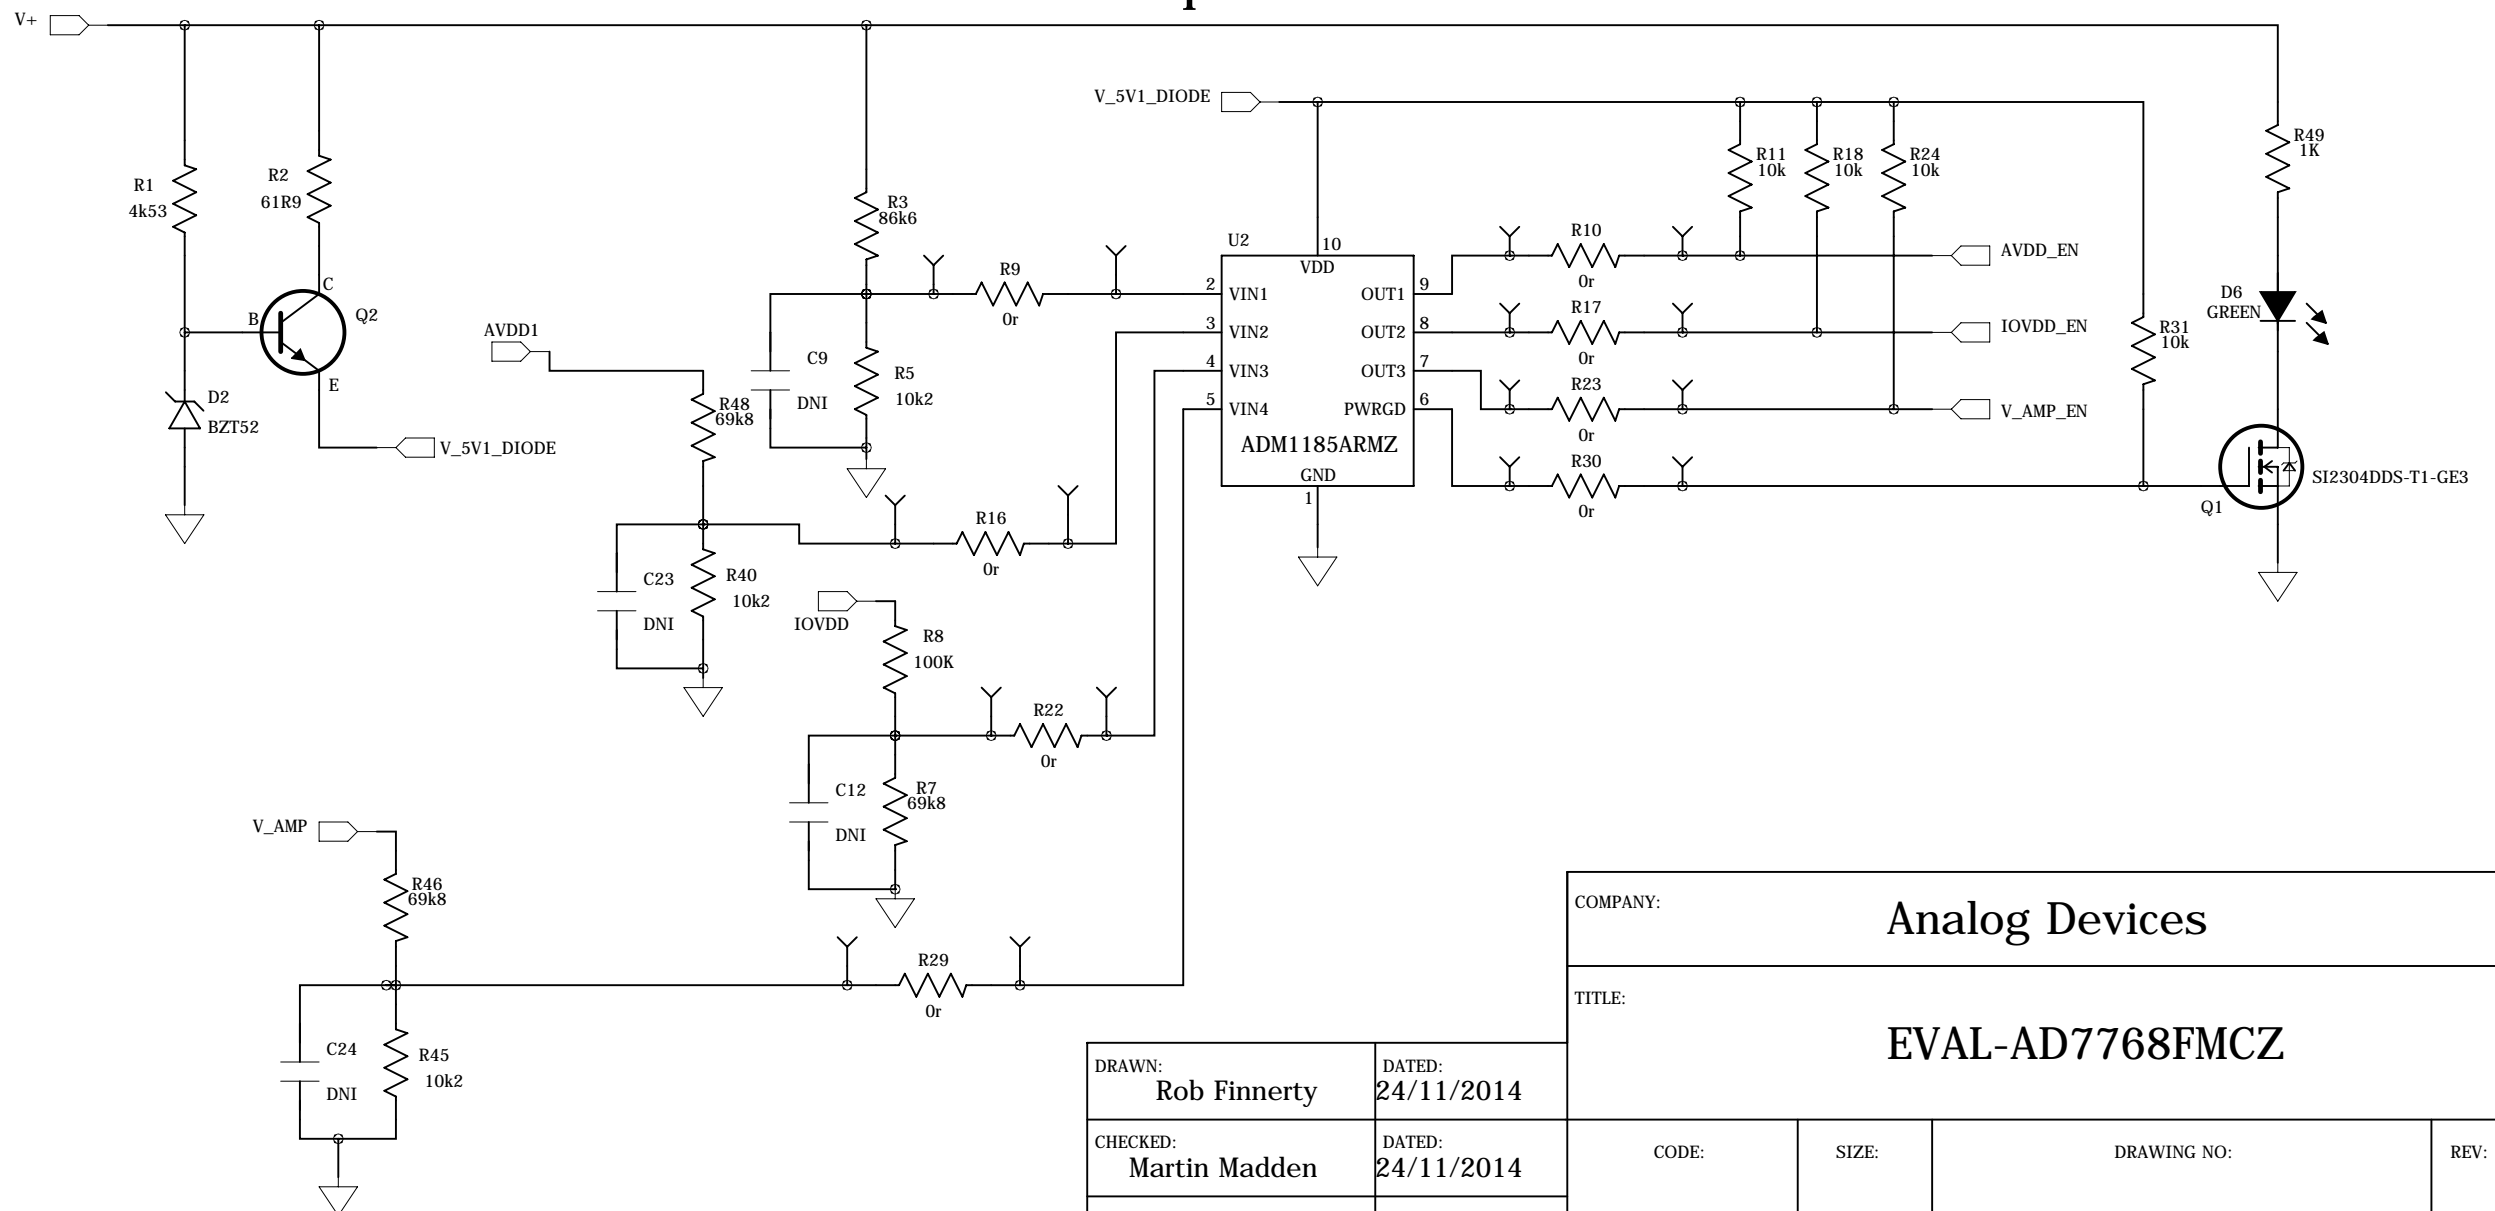 V+
V_5V1_DIODE
R1
4k53
R2
61R9
R3
86k6
R11
10k
R18
10k
R24
10k
R49
1K
U2
10
VDD
R10
0r
AVDD_EN
C
B
Q2
E
D2
BZT52
V_5V1_DIODE
AVDD1
R48
69k8
C9
DNI
R5
10k2
R9
0r
2
VIN1
OUT1
9
3
VIN2
OUT2
8
4
VIN3
OUT3
7
5
VIN4
PWRGD
6
ADM1185ARMZ
GND
1
R17
0r
IOVDD_EN
R23
0r
V_AMP_EN
R30
0r
R31
10k
D6
GREEN
SI2304DDS-T1-GE3
Q1
R16
0r
C23
DNI
R40
10k2
IOVDD
R8
100K
R22
0r
C12
DNI
R7
69k8
V_AMP
R46
69k8
R29
0r
C24
DNI
R45
10k2
COMPANY:
Analog Devices
TITLE:
EVAL-AD7768FMCZ
DRAWN:
Rob Finnerty
DATED:
24/11/2014
CHECKED:
Martin Madden
DATED:
24/11/2014
CODE:
SIZE:
DRAWING NO:
REV: